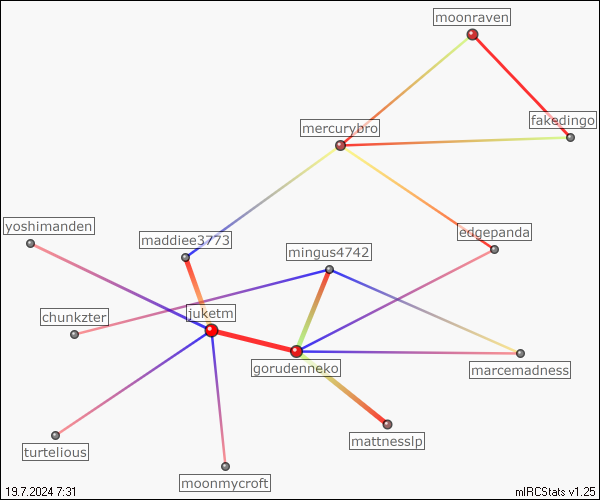 moonraven
fakedingo
mercurybro
yoshimanden
edgepanda
maddiee3773
mingus4742
chunkzter
juketm
gorudenneko
marcemadness
mattnesslp
turtelious
moonmycroft
19.7.2024 7:31
mIRCStats v1.25